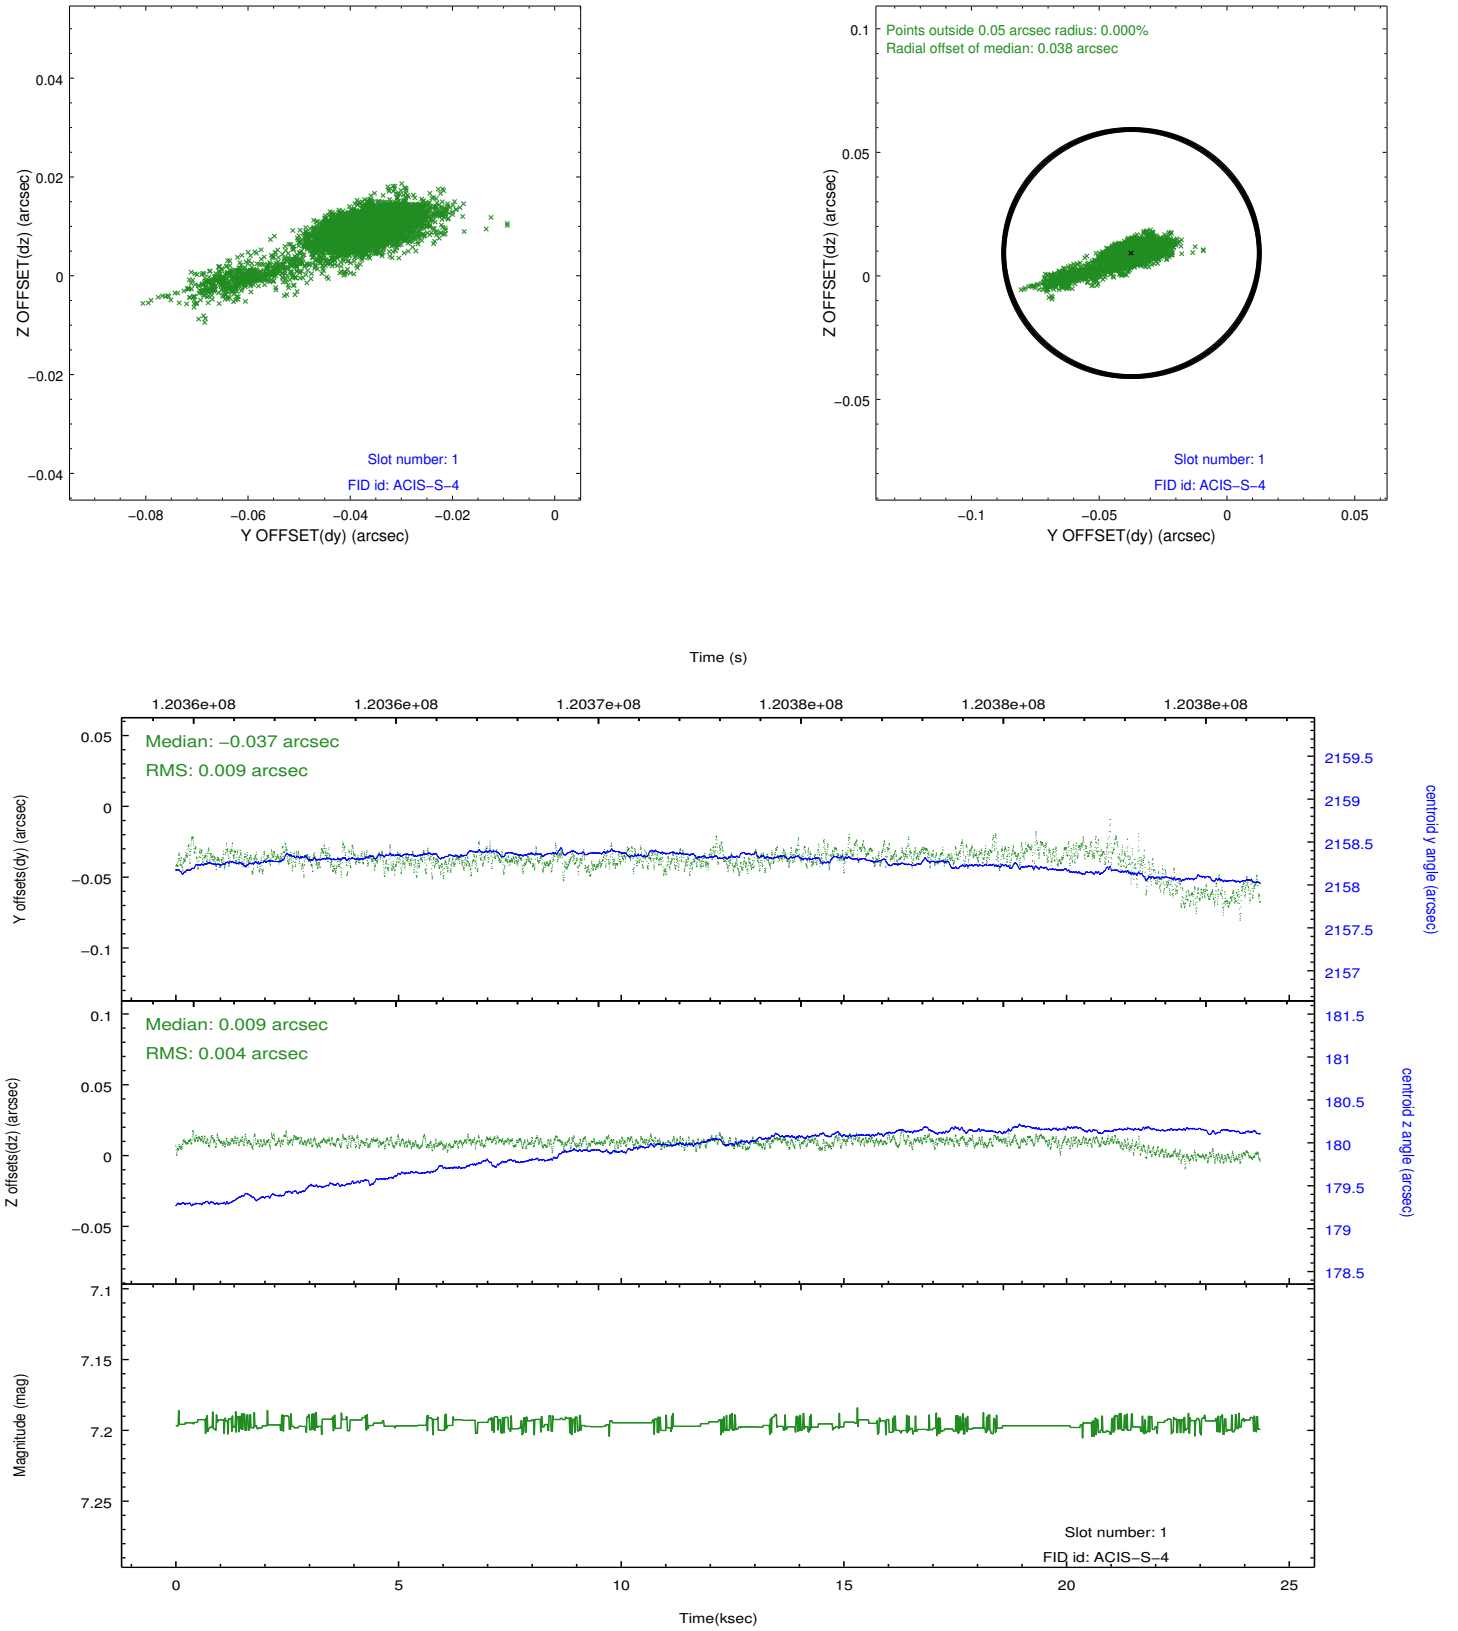 0.04
0.02
0
−0.02
−0.04
Z OFFSET(dz) (arcsec)
Slot number: 1
FID id: ACIS−S−4
−0.08
−0.06
−0.04
−0.02
0
Y OFFSET(dy) (arcsec)
Points outside 0.05 arcsec radius: 0.000%
Radial offset of median: 0.038 arcsec
0.1
0.05
0
−0.05
Z OFFSET(dz) (arcsec)
Slot number: 1
FID id: ACIS−S−4
−0.1
−0.05
0
0.05
Y OFFSET(dy) (arcsec)
Time (s)
1.2036e+08
1.2036e+08
1.2037e+08
1.2038e+08
1.2038e+08
1.2038e+08
Median: −0.037 arcsec
RMS: 0.009 arcsec
0.05
0
−0.05
−0.1
Y offsets(dy) (arcsec)
2159.5
2159
2158.5
2158
2157.5
2157
centroid y angle (arcsec)
Median: 0.009 arcsec
RMS: 0.004 arcsec
0.1
0.05
0
−0.05
Z offsets(dz) (arcsec)
181.5
181
180.5
180
179.5
179
178.5
centroid z angle (arcsec)
7.1
7.15
7.2
7.25
Magnitude (mag)
Slot number: 1
FID id: ACIS−S−4
0
5
10
15
20
25
Time(ksec)